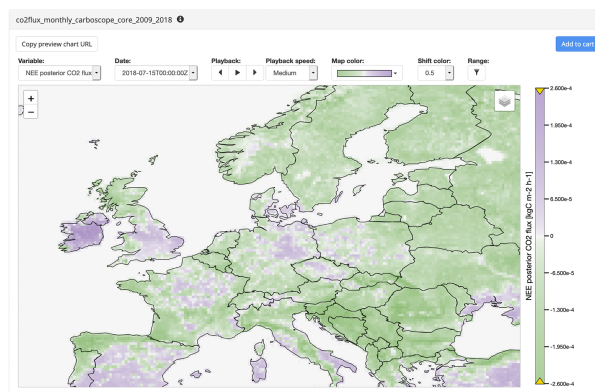 co2flux_monthly_carboscope_core_2009_2018
Copy preview chart URL
Add to cart
Variable: Date: Playback: Playback speed: Map color: Shift color: Range:
NEE posterior CO2 flux 2018-07-15T00:00:00Z Medium 0.5
+
−
2.600e-4
1.950e-4
1.300e-4
6.500e-5
0
-6.500e-5
-1.300e-4
-1.950e-4
-2.600e-4
NEE posterior CO2 flux [kgC m-2 h-1]